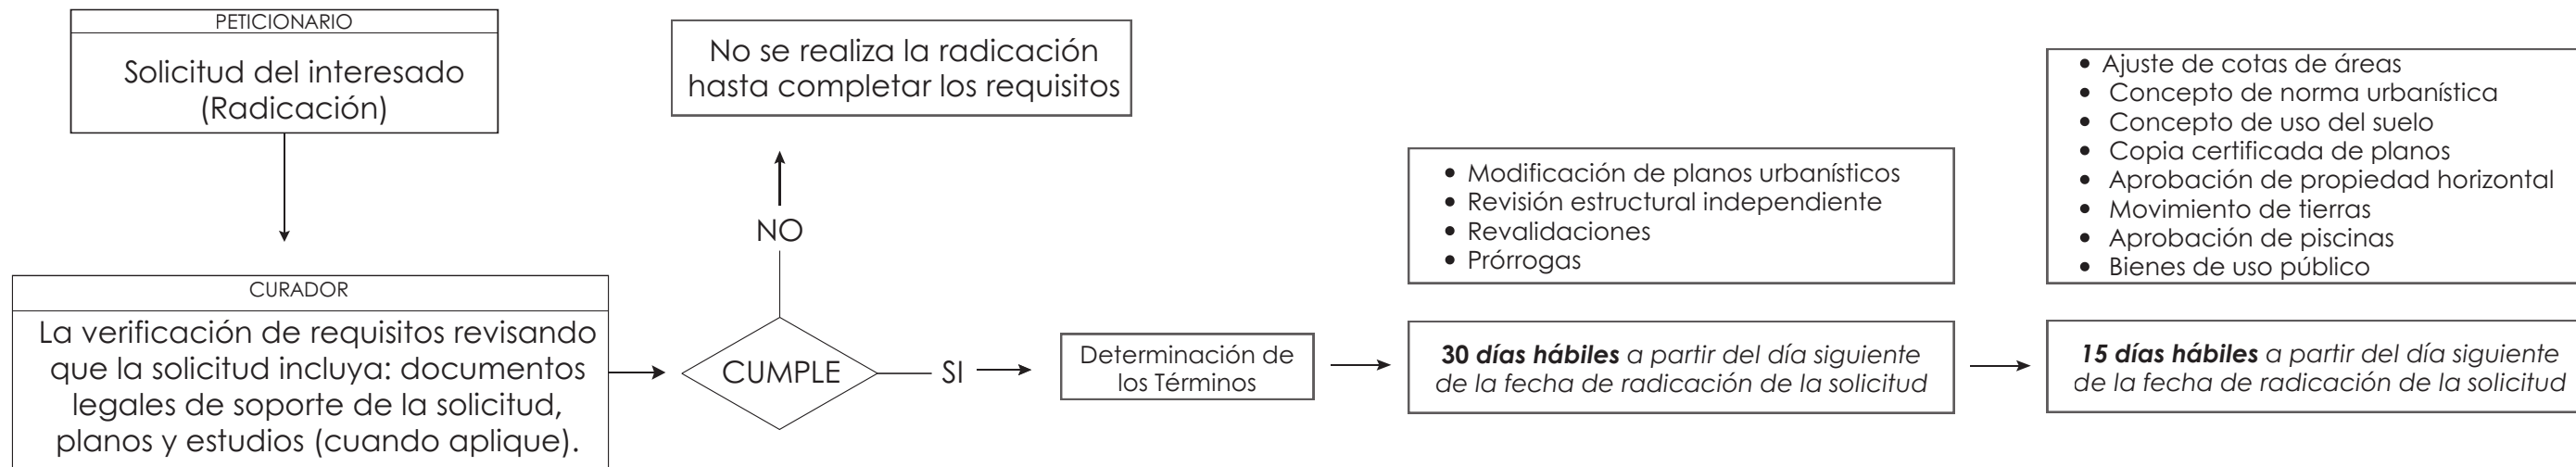 PETICIONARIO
Solicitud del interesado
(Radicación)
CURADOR
La verificación de requisitos revisando
que la solicitud incluya: documentos
legales de soporte de la solicitud,
planos y estudios (cuando aplique).
No se realiza la radicación
hasta completar los requisitos
NO
CUMPLE
SI
Determinación de
los Términos
• Modificación de planos urbanísticos
• Revisión estructural independiente
• Revalidaciones
• Prórrogas
30 días hábiles a partir del día siguiente
de la fecha de radicación de la solicitud
• Ajuste de cotas de áreas
• Concepto de norma urbanística
• Concepto de uso del suelo
• Copia certificada de planos
• Aprobación de propiedad horizontal
• Movimiento de tierras
• Aprobación de piscinas
• Bienes de uso público
15 días hábiles a partir del día siguiente
de la fecha de radicación de la solicitud